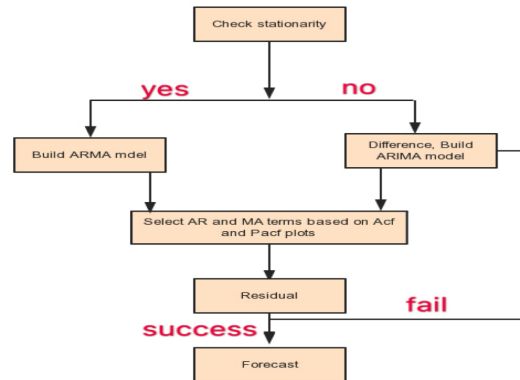 Check stationarity
yes
no
Build ARMA mdel
Difference, Build
ARIMA model
Select AR and MA terms based on Acf
and Pacf plots
Residual
fail
success
Forecast